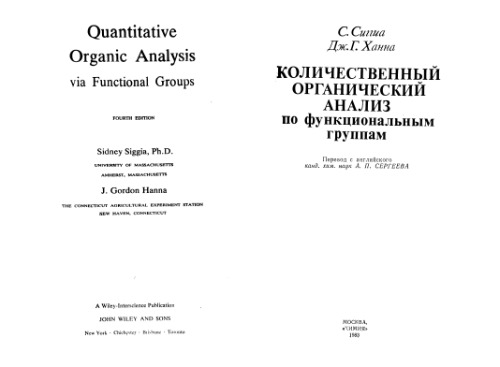 Quantitative
Organic Analysis
via Functional Groups
FOURTH EDITION
Sidney Siggia, Ph.D.
UNIVERSITY OF MASSACHUSETTS
AMHERST, MASSACHUSETTS
J. Gordon Hanna
THE CONNECTICUT AGRICULTURAL EXPERIMENT STATION
NEW HAVEN, CONNECTICUT
A Wiley-Interscience Publication
JOHN WILEY AND SONS
New York · Chichester · Brisbane · Toronto
С. Сиггиа
Дж. Г. Ханна
КОЛИЧЕСТВЕННЫЙ
ОРГАНИЧЕСКИЙ
АНАЛИЗ
по функциональным
группам
Перевод с английского
канд. хим. наук А. П. СЕРГЕЕВА
МОСКВА,
«ХИМИЯ»